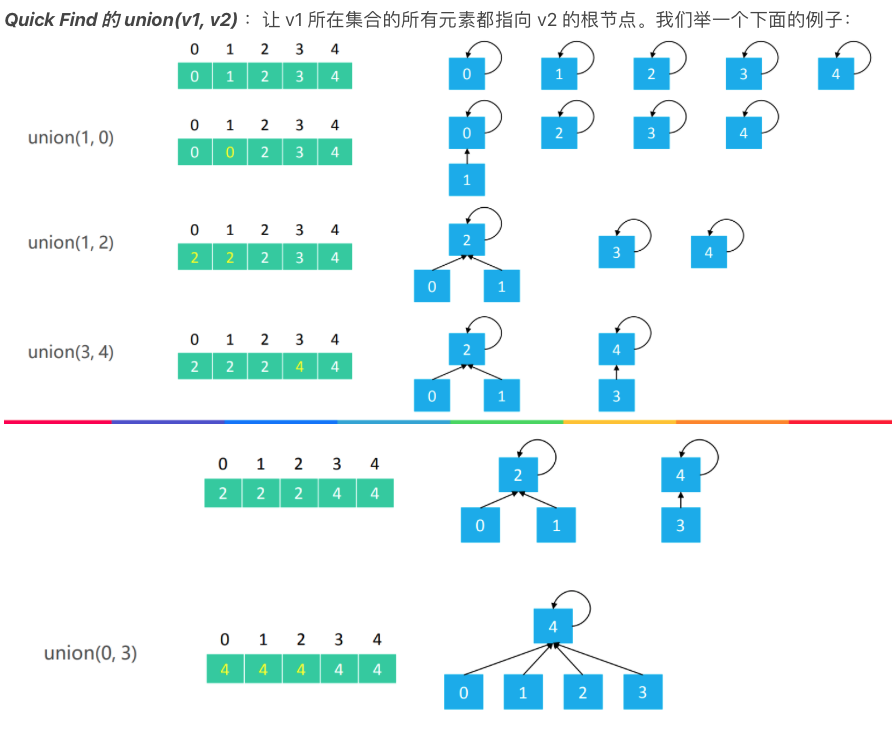 Quick Find 的 union(v1, v2) ：让 v1 所在集合的所有元素都指向 v2 的根节点。我们举一个下面的例子：
0 1 2 3 4
0 1 2 3 4
0 1 2 3 4
union(1, 0)
0 1 2 3 4
0 0 2 3 4
0 2 3 4
1
union(1, 2)
0 1 2 3 4
2 2 2 3 4
2 3 4
0 1
union(3, 4)
0 1 2 3 4
2 2 2 4 4
2 4
0 1 3
0 1 2 3 4
2 2 2 4 4
2 4
0 1 3
union(0, 3)
0 1 2 3 4
4 4 4 4 4
4
0 1 2 3